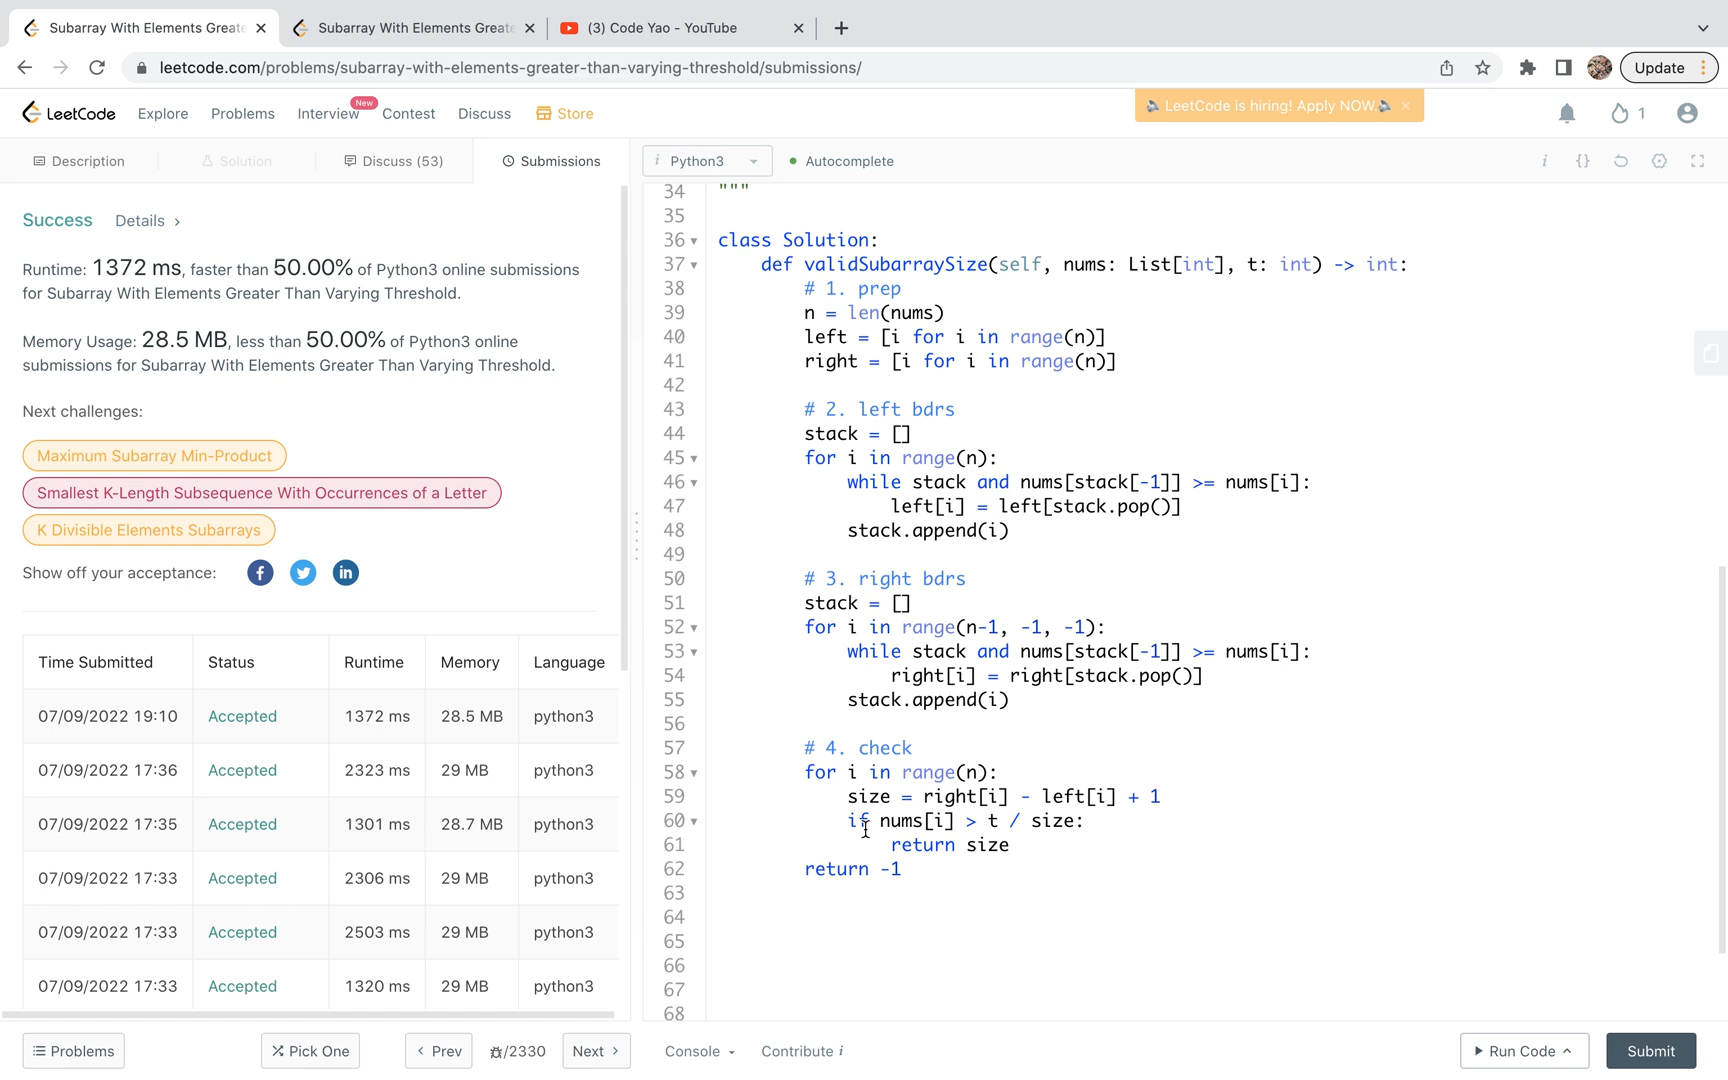 Subarray With Elements Greate
Subarray With Elements Greate
(3) Code Yao - YouTube
leetcode.com/problems/subarray-with-elements-greater-than-varying-threshold/submissions/
Update
LeetCode
Explore
Problems
Interview
New
Contest
Discuss
Store
LeetCode is hiring! Apply NOW.
1
Description
Solution
Discuss (53)
Submissions
i Python3
Autocomplete
Success Details >
Runtime: 1372 ms, faster than 50.00% of Python3 online submissions
for Subarray With Elements Greater Than Varying Threshold.
Memory Usage: 28.5 MB, less than 50.00% of Python3 online
submissions for Subarray With Elements Greater Than Varying Threshold.
Next challenges:
Maximum Subarray Min-Product
Smallest K-Length Subsequence With Occurrences of a Letter
K Divisible Elements Subarrays
Show off your acceptance:
Time Submitted Status Runtime Memory Language
07/09/2022 19:10 Accepted 1372 ms 28.5 MB python3
07/09/2022 17:36 Accepted 2323 ms 29 MB python3
07/09/2022 17:35 Accepted 1301 ms 28.7 MB python3
07/09/2022 17:33 Accepted 2306 ms 29 MB python3
07/09/2022 17:33 Accepted 2503 ms 29 MB python3
07/09/2022 17:33 Accepted 1320 ms 29 MB python3
34 """
35
36 class Solution:
37 def validSubarraySize(self, nums: List[int], t: int) -> int:
38 # 1. prep
39 n = len(nums)
40 left = [i for i in range(n)]
41 right = [i for i in range(n)]
42
43 # 2. left bdrs
44 stack = []
45 for i in range(n):
46 while stack and nums[stack[-1]] >= nums[i]:
47 left[i] = left[stack.pop()]
48 stack.append(i)
49
50 # 3. right bdrs
51 stack = []
52 for i in range(n-1, -1, -1):
53 while stack and nums[stack[-1]] >= nums[i]:
54 right[i] = right[stack.pop()]
55 stack.append(i)
56
57 # 4. check
58 for i in range(n):
59 size = right[i] - left[i] + 1
60 if nums[i] > t / size:
61 return size
62 return -1
63
64
65
66
67
68
Problems
Pick One
< Prev
/2330
Next >
Console
Contribute i
Run Code
Submit